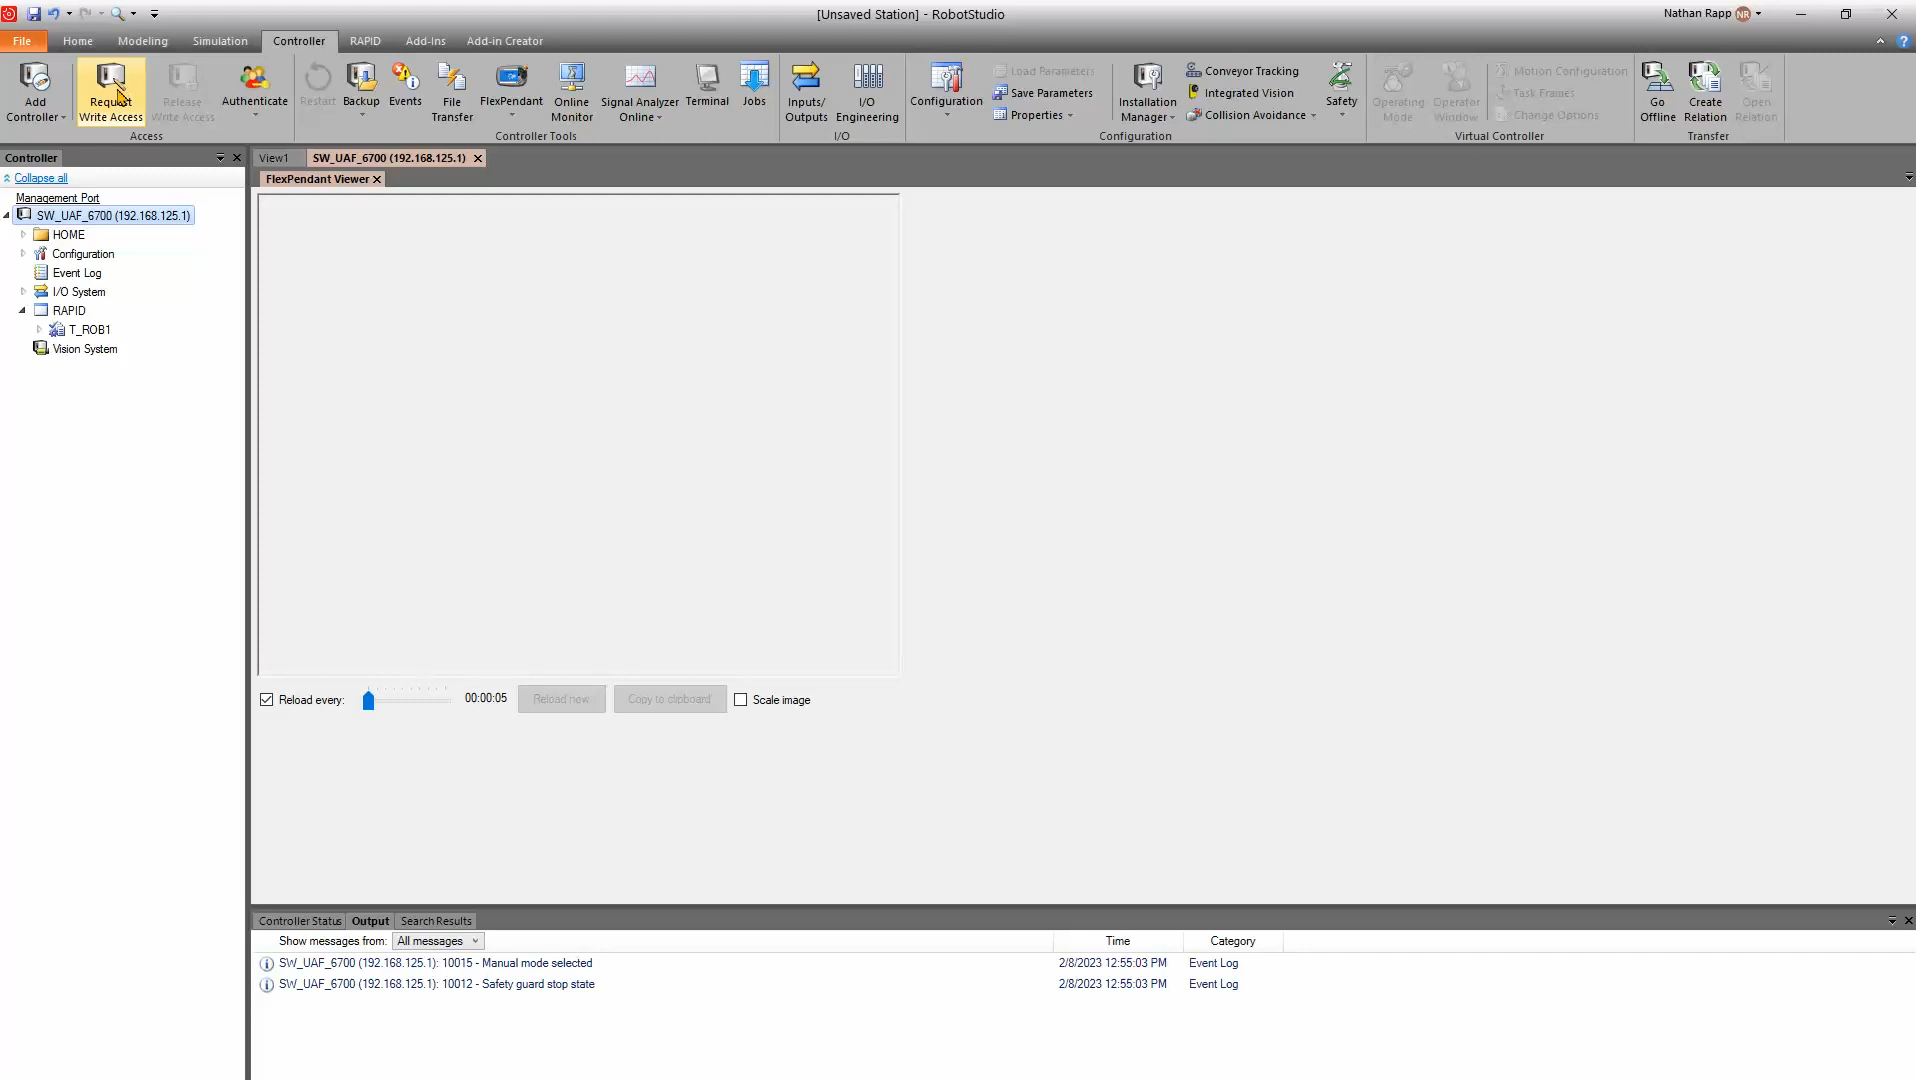 [Unsaved Station] - RobotStudio
Nathan Rapp NR
File Home Modeling Simulation Controller RAPID Add-Ins Add-in Creator
Add Controller
Request Write Access
Release Write Access
Access
Authenticate
Restart
Backup
Events
File Transfer
FlexPendant
Online Monitor
Signal Analyzer Online
Terminal
Jobs
Controller Tools
Inputs/ Outputs
I/O Engineering
I/O
Configuration
Load Parameters
Save Parameters
Properties
Installation Manager
Conveyor Tracking
Integrated Vision
Collision Avoidance
Safety
Configuration
Operating Mode
Operator Window
Motion Configuration
Task Frames
Change Options
Virtual Controller
Go Offline
Create Relation
Open Relation
Transfer
Controller
Collapse all
Management Port
SW_UAF_6700 (192.168.125.1)
HOME
Configuration
Event Log
I/O System
RAPID
T_ROB1
Vision System
View1 SW_UAF_6700 (192.168.125.1)
FlexPendant Viewer
Reload every: 00:00:05 Reload now Copy to clipboard Scale image
Controller Status Output Search Results
Show messages from: All messages Time Category
SW_UAF_6700 (192.168.125.1): 10015 - Manual mode selected 2/8/2023 12:55:03 PM Event Log
SW_UAF_6700 (192.168.125.1): 10012 - Safety guard stop state 2/8/2023 12:55:03 PM Event Log